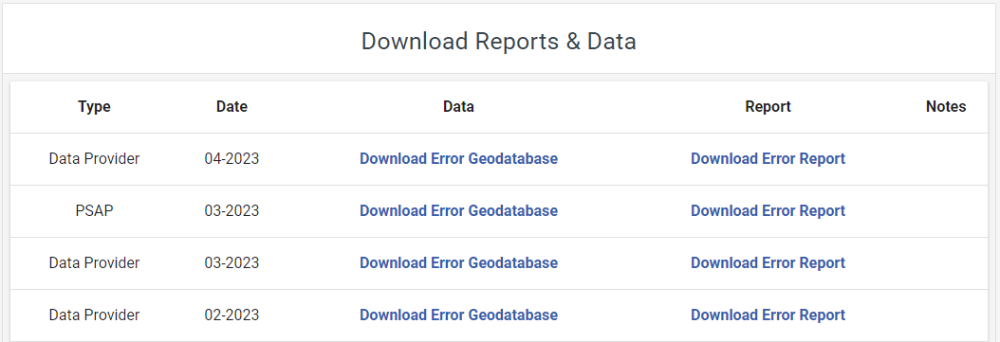 Download Reports & Data
Type Date Data Report Notes
Data Provider 04-2023 Download Error Geodatabase Download Error Report
PSAP 03-2023 Download Error Geodatabase Download Error Report
Data Provider 03-2023 Download Error Geodatabase Download Error Report
Data Provider 02-2023 Download Error Geodatabase Download Error Report